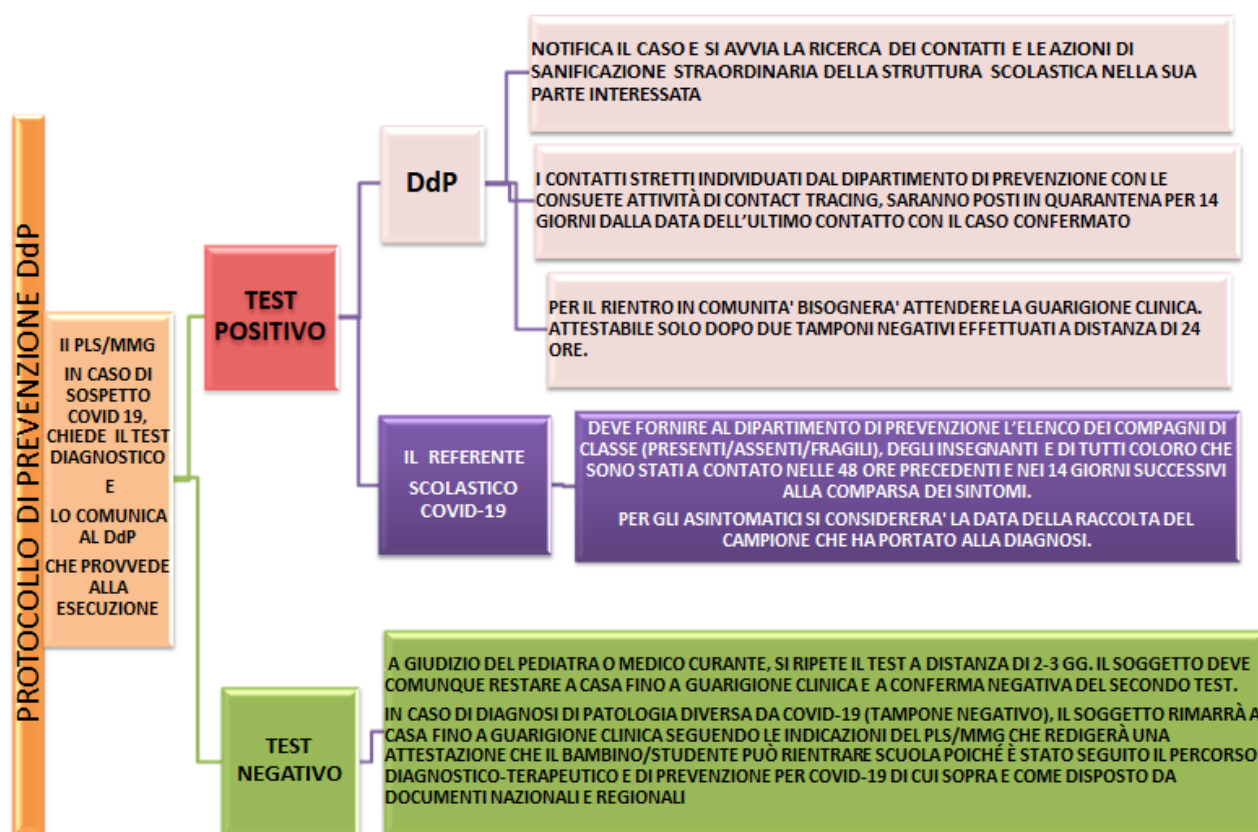 PROTOCOLLO DI PREVENZIONE DdP
Il PLS/MMG
IN CASO DI
SOSPETTO
COVID 19,
CHIEDE IL TEST
DIAGNOSTICO
E
LO COMUNICA
AL DdP
CHE PROVVEDE
ALLA
ESECUZIONE
TEST
POSITIVO
DdP
NOTIFICA IL CASO E SI AVVIA LA RICERCA DEI CONTATTI E LE AZIONI DI
SANIFICAZIONE STRAORDINARIA DELLA STRUTTURA SCOLASTICA NELLA SUA
PARTE INTERESSATA
I CONTATTI STRETTI INDIVIDUATI DAL DIPARTIMENTO DI PREVENZIONE CON LE
CONSUETE ATTIVITÀ DI CONTACT TRACING, SARANNO POSTI IN QUARANTENA PER 14
GIORNI DALLA DATA DELL'ULTIMO CONTATTO CON IL CASO CONFERMATO
PER IL RIENTRO IN COMUNITA' BISOGNERA' ATTENDERE LA GUARIGIONE CLINICA.
ATTESTABILE SOLO DOPO DUE TAMPONI NEGATIVI EFFETTUATI A DISTANZA DI 24
ORE.
IL REFERENTE
SCOLASTICO
COVID-19
DEVE FORNIRE AL DIPARTIMENTO DI PREVENZIONE L'ELENCO DEI COMPAGNI DI
CLASSE (PRESENTI/ASSENTI/FRAGILI), DEGLI INSEGNANTI E DI TUTTI COLORO CHE
SONO STATI A CONTATO NELLE 48 ORE PRECEDENTI E NEI 14 GIORNI SUCCESSIVI
ALLA COMPARSA DEI SINTOMI.
PER GLI ASINTOMATICI SI CONSIDERERA' LA DATA DELLA RACCOLTA DEL
CAMPIONE CHE HA PORTATO ALLA DIAGNOSI.
TEST
NEGATIVO
A GIUDIZIO DEL PEDIATRA O MEDICO CURANTE, SI RIPETE IL TEST A DISTANZA DI 2-3 GG. IL SOGGETTO DEVE
COMUNQUE RESTARE A CASA FINO A GUARIGIONE CLINICA E A CONFERMA NEGATIVA DEL SECONDO TEST.
IN CASO DI DIAGNOSI DI PATOLOGIA DIVERSA DA COVID-19 (TAMPONE NEGATIVO), IL SOGGETTO RIMARRÀ A
CASA FINO A GUARIGIONE CLINICA SEGUENDO LE INDICAZIONI DEL PLS/MMG CHE REDIGERÀ UNA
ATTESTAZIONE CHE IL BAMBINO/STUDENTE PUÒ RIENTRARE SCUOLA POICHÉ È STATO SEGUITO IL PERCORSO
DIAGNOSTICO-TERAPEUTICO E DI PREVENZIONE PER COVID-19 DI CUI SOPRA E COME DISPOSTO DA
DOCUMENTI NAZIONALI E REGIONALI